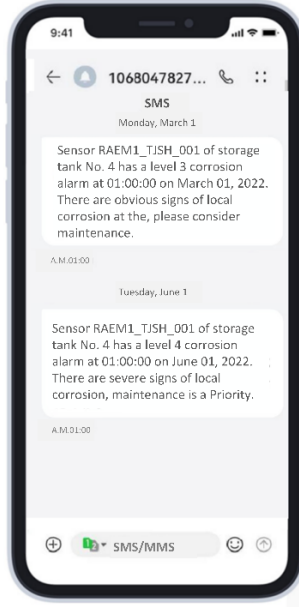 9:41
1068047827...
SMS
Monday, March 1
Sensor RAEM1_TJSH_001 of storage
tank No. 4 has a level 3 corrosion
alarm at 01:00:00 on March 01, 2022.
There are obvious signs of local
corrosion at the, please consider
maintenance.
A.M.01:00
Tuesday, June 1
Sensor RAEM1_TJSH_001 of storage
tank No. 4 has a level 4 corrosion
alarm at 01:00:00 on June 01, 2022.
There are severe signs of local
corrosion, maintenance is a Priority.
A.M.01:00
SMS/MMS